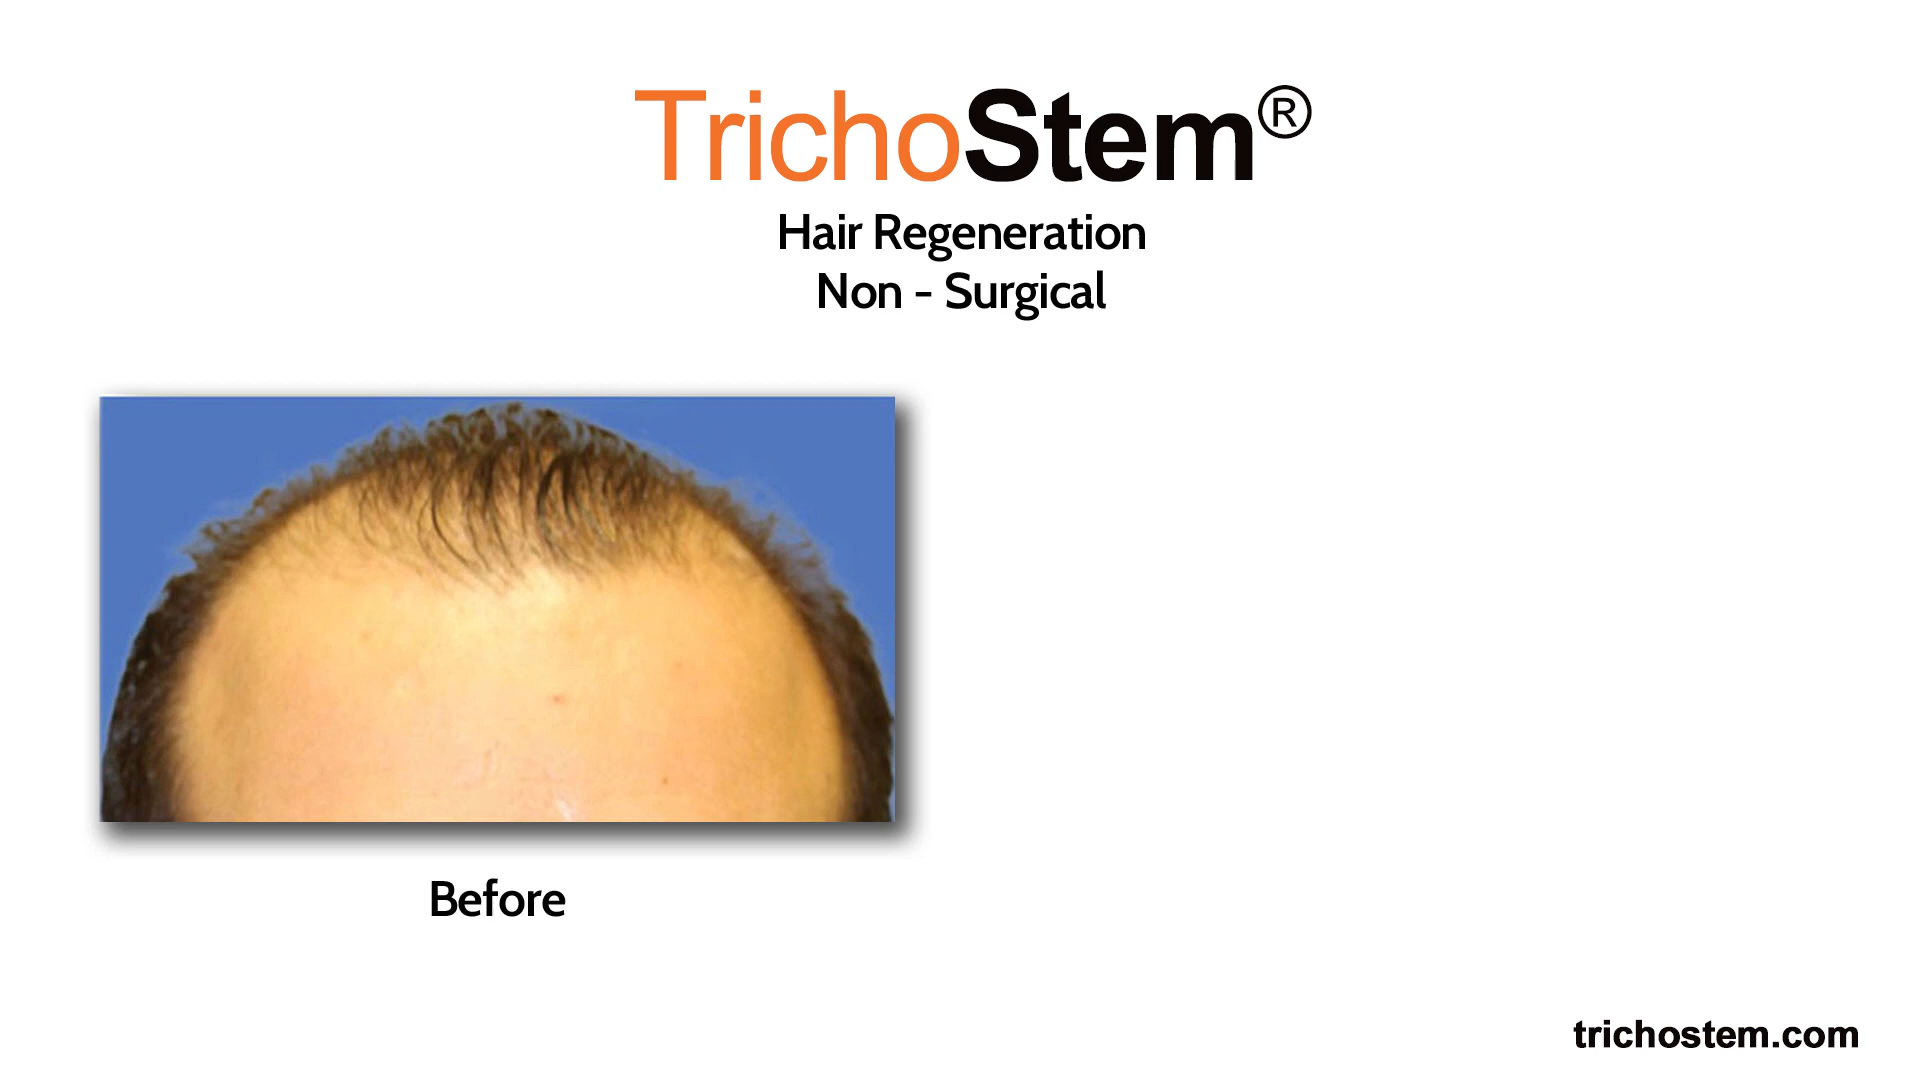 TrichoStem®
Hair Regeneration
Non - Surgical
Before
trichostem.com